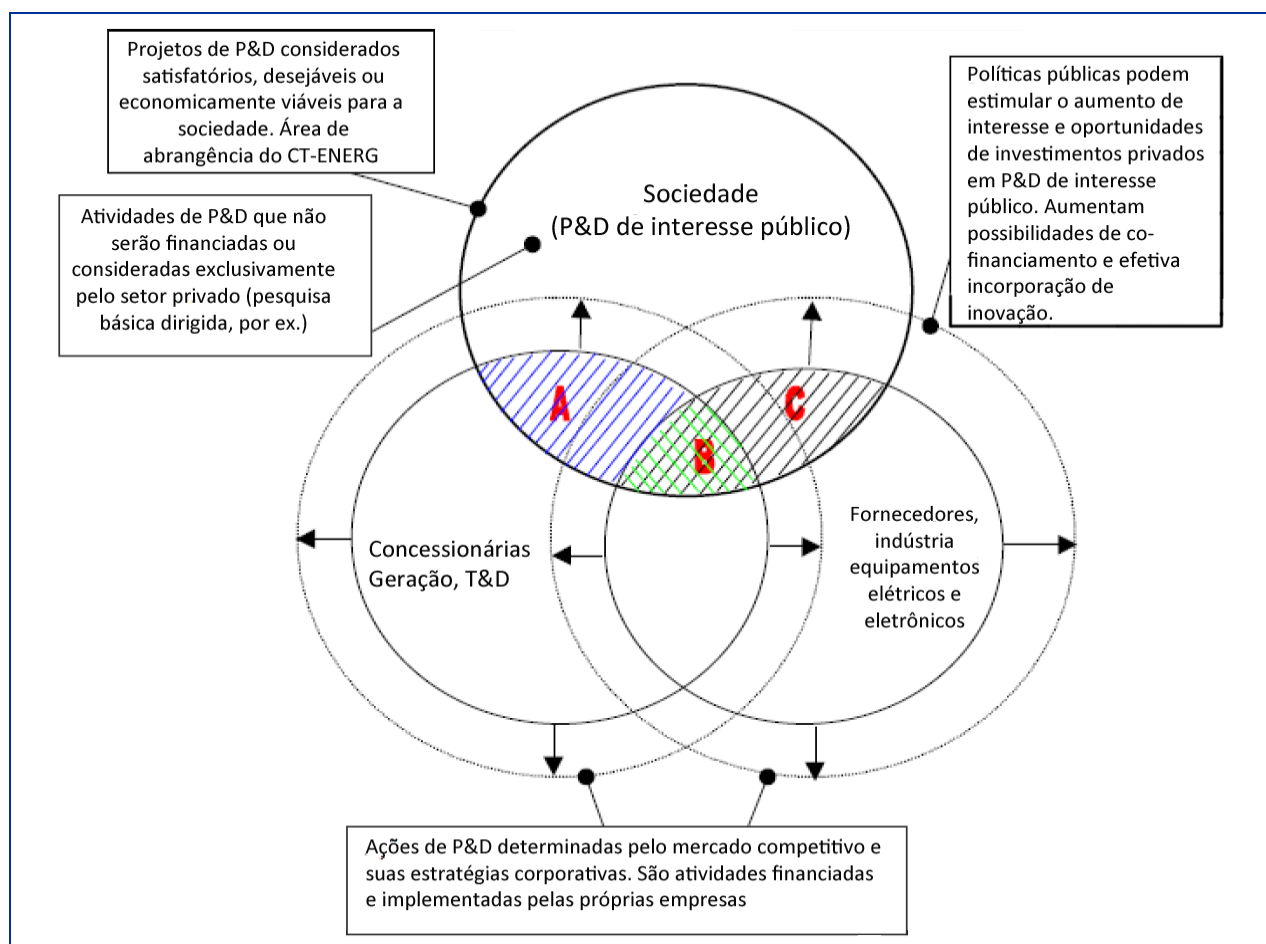 Projetos de P&D considerados
satisfatórios, desejáveis ou
economicamente viáveis para a
sociedade. Área de
abrangência do CT-ENERG
Políticas públicas podem
estimular o aumento de
interesse e oportunidades
de investimentos privados
em P&D de interesse
público. Aumentam
possibilidades de co-
financiamento e efetiva
incorporação de
inovação.
Sociedade
(P&D de interesse público)
Atividades de P&D que não
serão financiadas ou
consideradas exclusivamente
pelo setor privado (pesquisa
básica dirigida, por ex.)
A
B
C
Concessionárias
Geração, T&D
Fornecedores,
indústria
equipamentos
elétricos e
eletrônicos
Ações de P&D determinadas pelo mercado competitivo e
suas estratégias corporativas. São atividades financiadas
e implementadas pelas próprias empresas